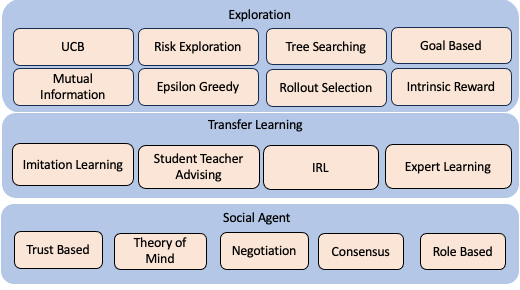 Exploration
UCB
Risk Exploration
Tree Searching
Goal Based
Mutual
Information
Epsilon Greedy
Rollout Selection
Intrinsic Reward
Transfer Learning
Imitation Learning
Student Teacher
Advising
IRL
Expert Learning
Social Agent
Trust Based
Theory of
Mind
Negotiation
Consensus
Role Based